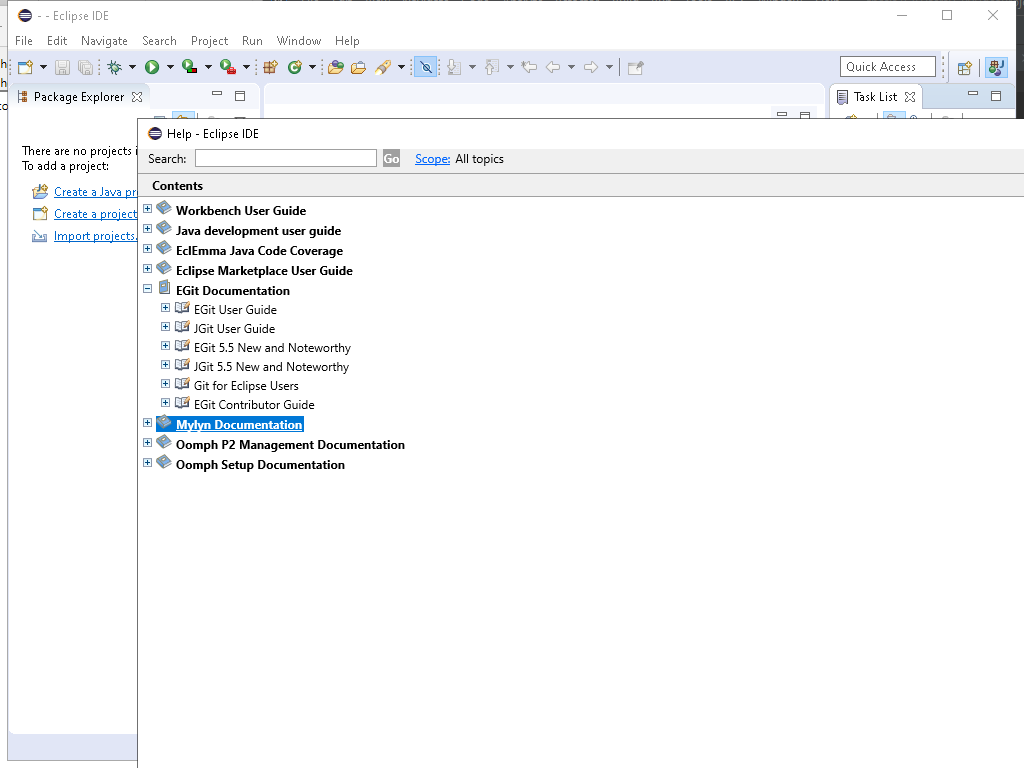 - - Eclipse IDE
File Edit Navigate Search Project Run Window Help
Quick Access
Package Explorer
Task List
There are no projects i
To add a project:
Create a Java pr
Create a project
Import projects.
Help - Eclipse IDE
Search: Go Scope: All topics
Contents
Workbench User Guide
Java development user guide
EclEmma Java Code Coverage
Eclipse Marketplace User Guide
EGit Documentation
EGit User Guide
JGit User Guide
EGit 5.5 New and Noteworthy
JGit 5.5 New and Noteworthy
Git for Eclipse Users
EGit Contributor Guide
Mylyn Documentation
Oomph P2 Management Documentation
Oomph Setup Documentation